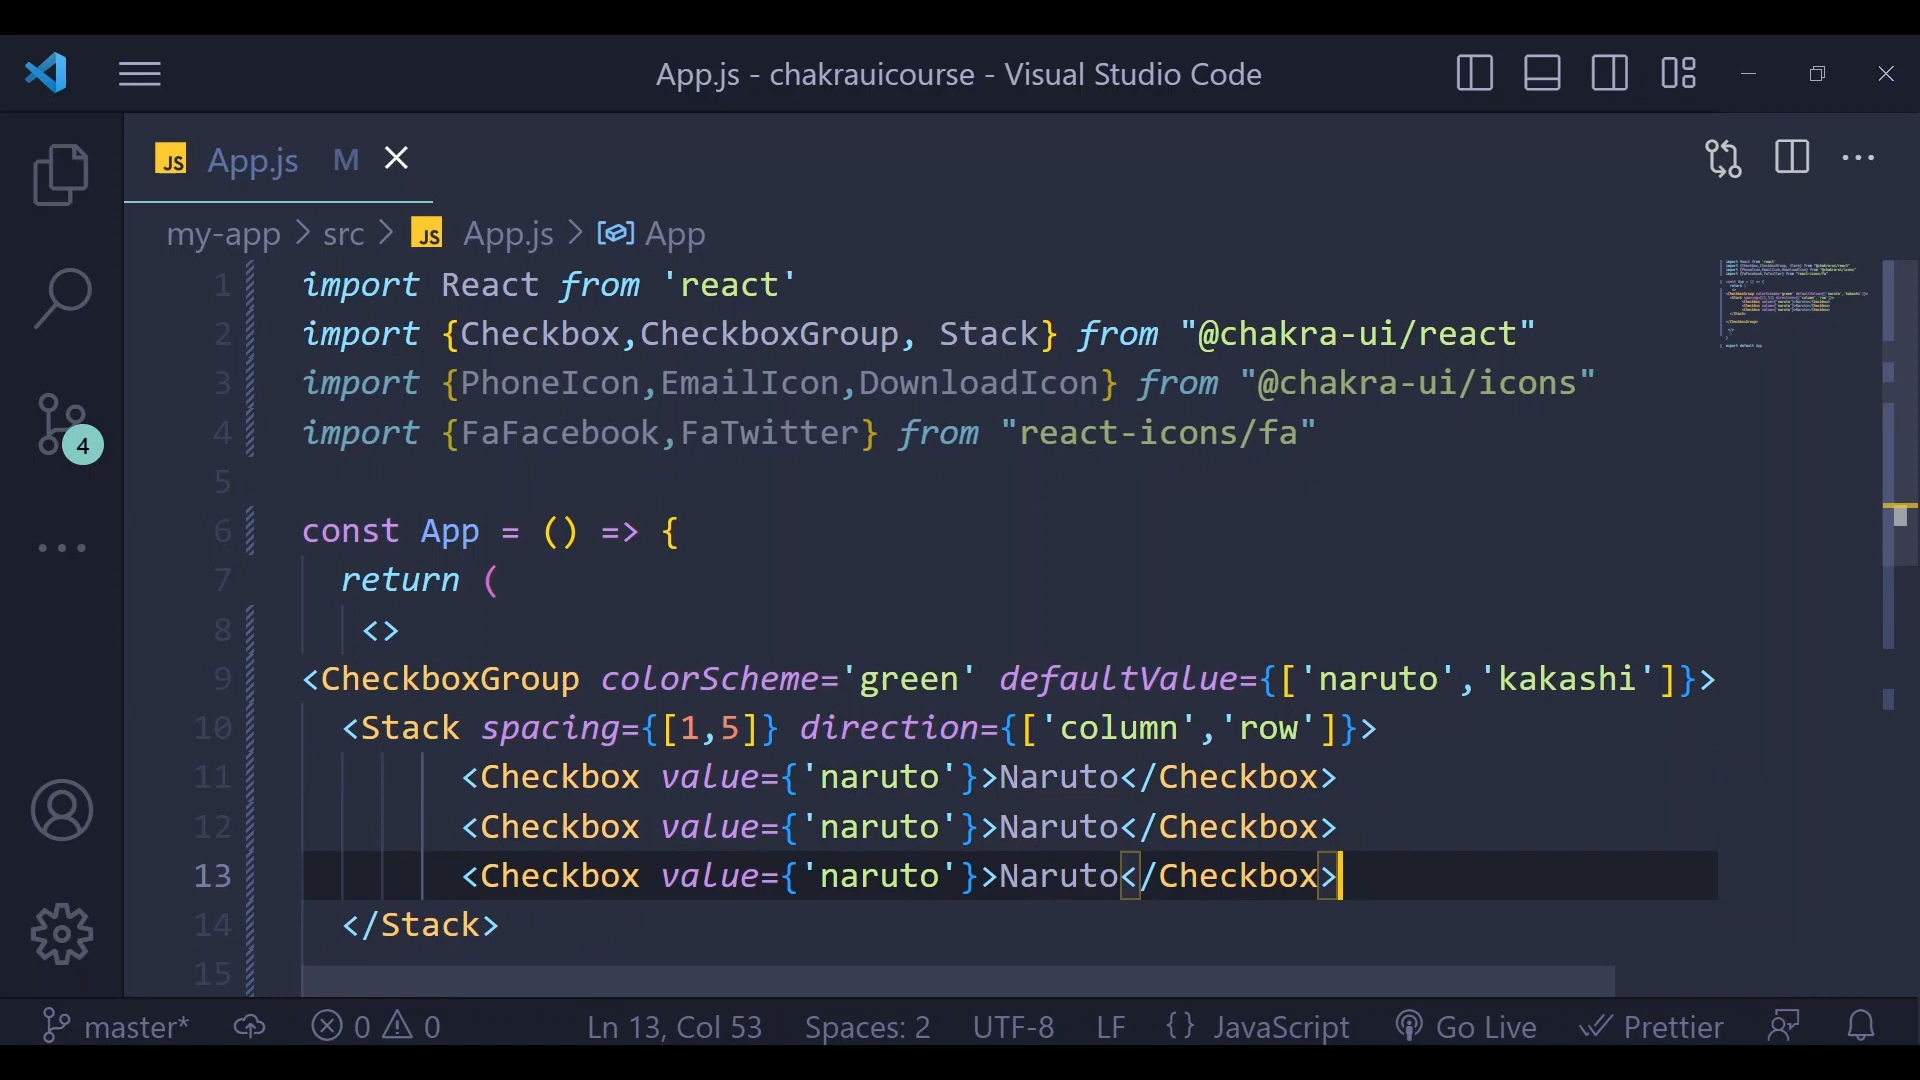 App.js - chakrauicourse - Visual Studio Code
JS App.js M
my-app > src > JS App.js > App
1 import React from 'react'
2 import {Checkbox,CheckboxGroup, Stack} from "@chakra-ui/react"
3 import {PhoneIcon,EmailIcon,DownloadIcon} from "@chakra-ui/icons"
4 import {FaFacebook,FaTwitter} from "react-icons/fa"
5
6 const App = () => {
7 return (
8 <>
9 <CheckboxGroup colorScheme='green' defaultValue={['naruto','kakashi']}>
10 <Stack spacing={[1,5]} direction={['column','row']}>
11 <Checkbox value={'naruto'}>Naruto</Checkbox>
12 <Checkbox value={'naruto'}>Naruto</Checkbox>
13 <Checkbox value={'naruto'}>Naruto</Checkbox>
14 </Stack>
15
4
master* 0 0 Ln 13, Col 53 Spaces: 2 UTF-8 LF {} JavaScript Go Live Prettier